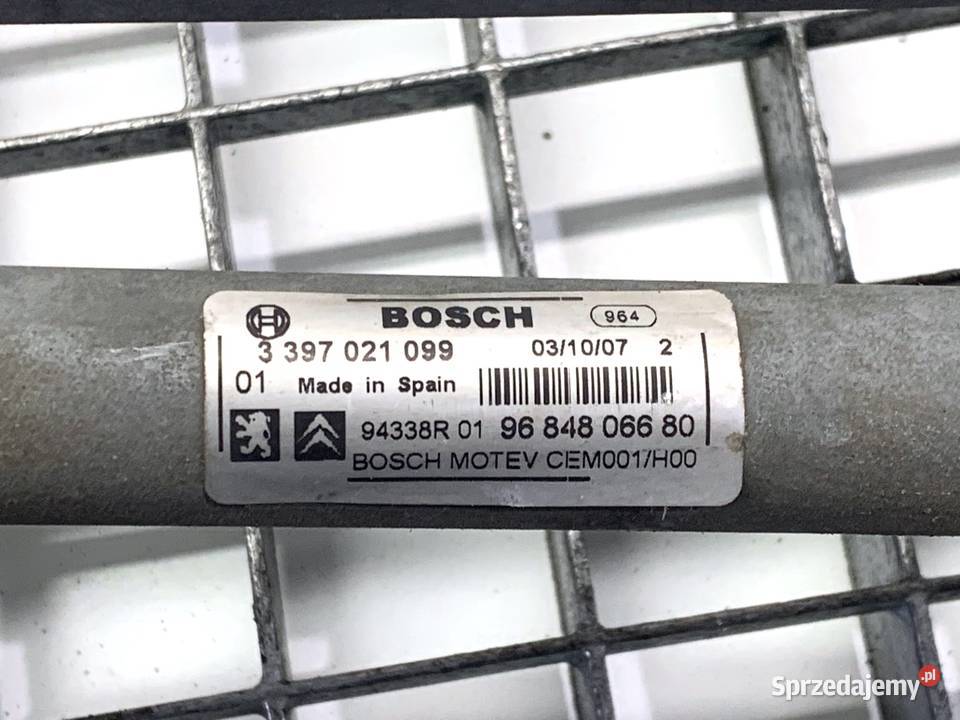 BOSCH 964
3 397 021 099 03/10/07 2
01 Made in Spain
94338R 01 96 848 066 80
BOSCH MOTEV CEM001/H00
Sprzedajemy.pl